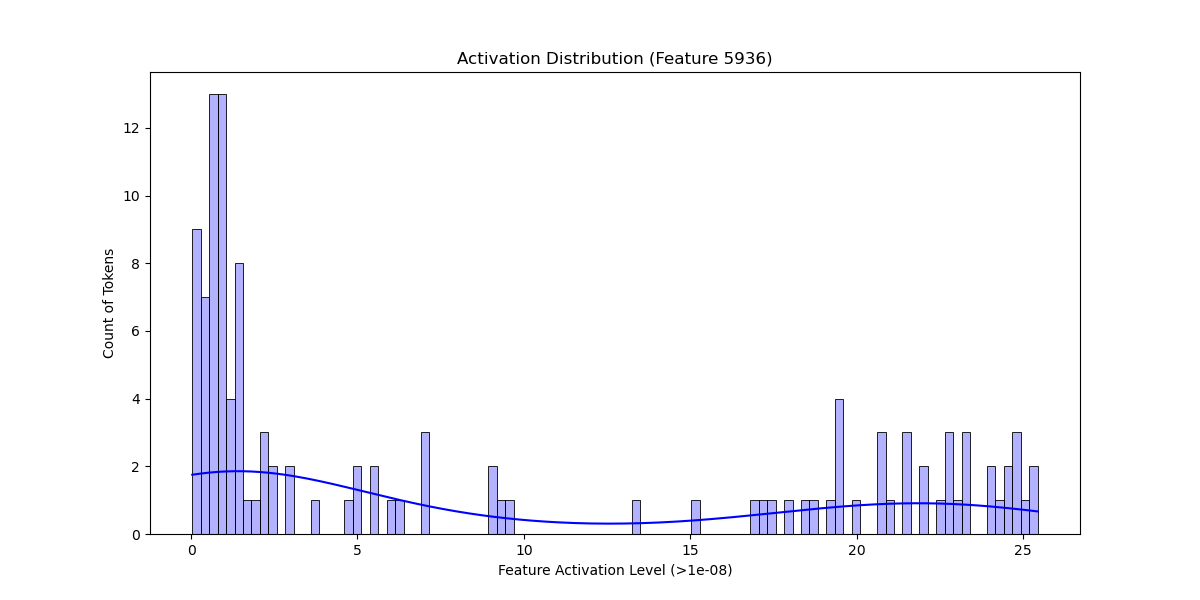 Activation Distribution (Feature 5936)
Count of Tokens
12
10
8
6
4
2
0
0 5 10 15 20 25
Feature Activation Level (>1e-08)